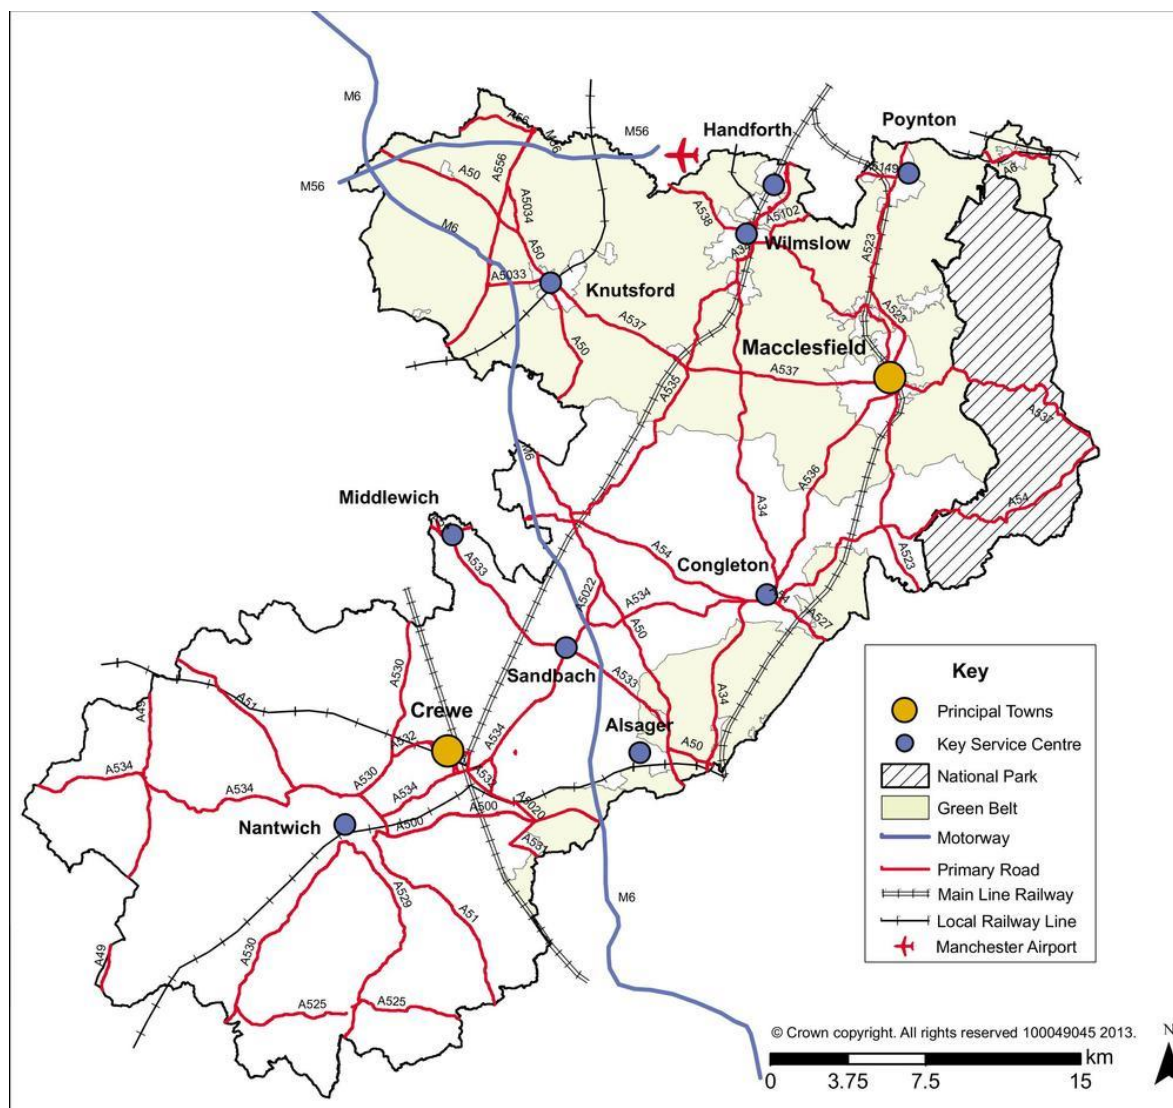 M6
A56
M56
M56
Handforth
Poynton
A50
A556
M56
A5149
A6
A5034
A538
A5102
M6
A50
A34
Wilmslow
A523
A5033
Knutsford
A523
A537
Macclesfield
A50
A537
A535
A537
M6
A536
Middlewich
A34
A54
A533
A54
Congleton
A523
A5022
A534
A34
A527
A50
A530
Sandbach
A533
A51
A49
Crewe
Alsager
A34
A532
A534
A50
A534
A530
A534
A534
A532
A5020
A500
Nantwich
A500
A531
A529
M6
A51
A530
A49
A525
A525
Key
Principal Towns
Key Service Centre
National Park
Green Belt
Motorway
Primary Road
Main Line Railway
Local Railway Line
Manchester Airport
© Crown copyright. All rights reserved 100049045 2013.
N
km
0 3.75 7.5 15